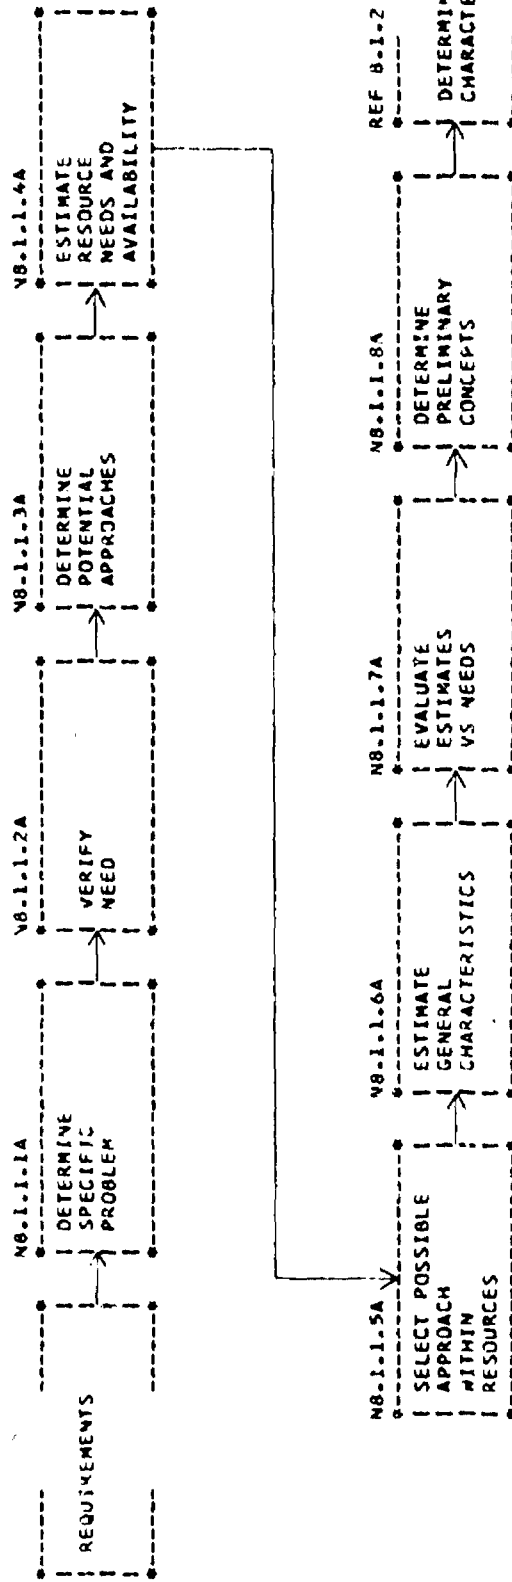 REQUIREMENTS
N8.1.1.1A
DETERMINE
SPECIFIC
PROBLEM
N8.1.1.2A
VERIFY
NEED
N8.1.1.3A
DETERMINE
POTENTIAL
APPROACHES
N8.1.1.4A
ESTIMATE
RESOURCE
NEEDS AND
AVAILABILITY
N8.1.1.5A
SELECT POSSIBLE
APPROACH
WITHIN
RESOURCES
N8.1.1.6A
ESTIMATE
GENERAL
CHARACTERISTICS
N8.1.1.7A
EVALUATE
ESTIMATES
VS NEEDS
N8.1.1.8A
DETERMINE
PRELIMINARY
CONCEPTS
REF 8.1.2
DETERMIN
CHARACTE